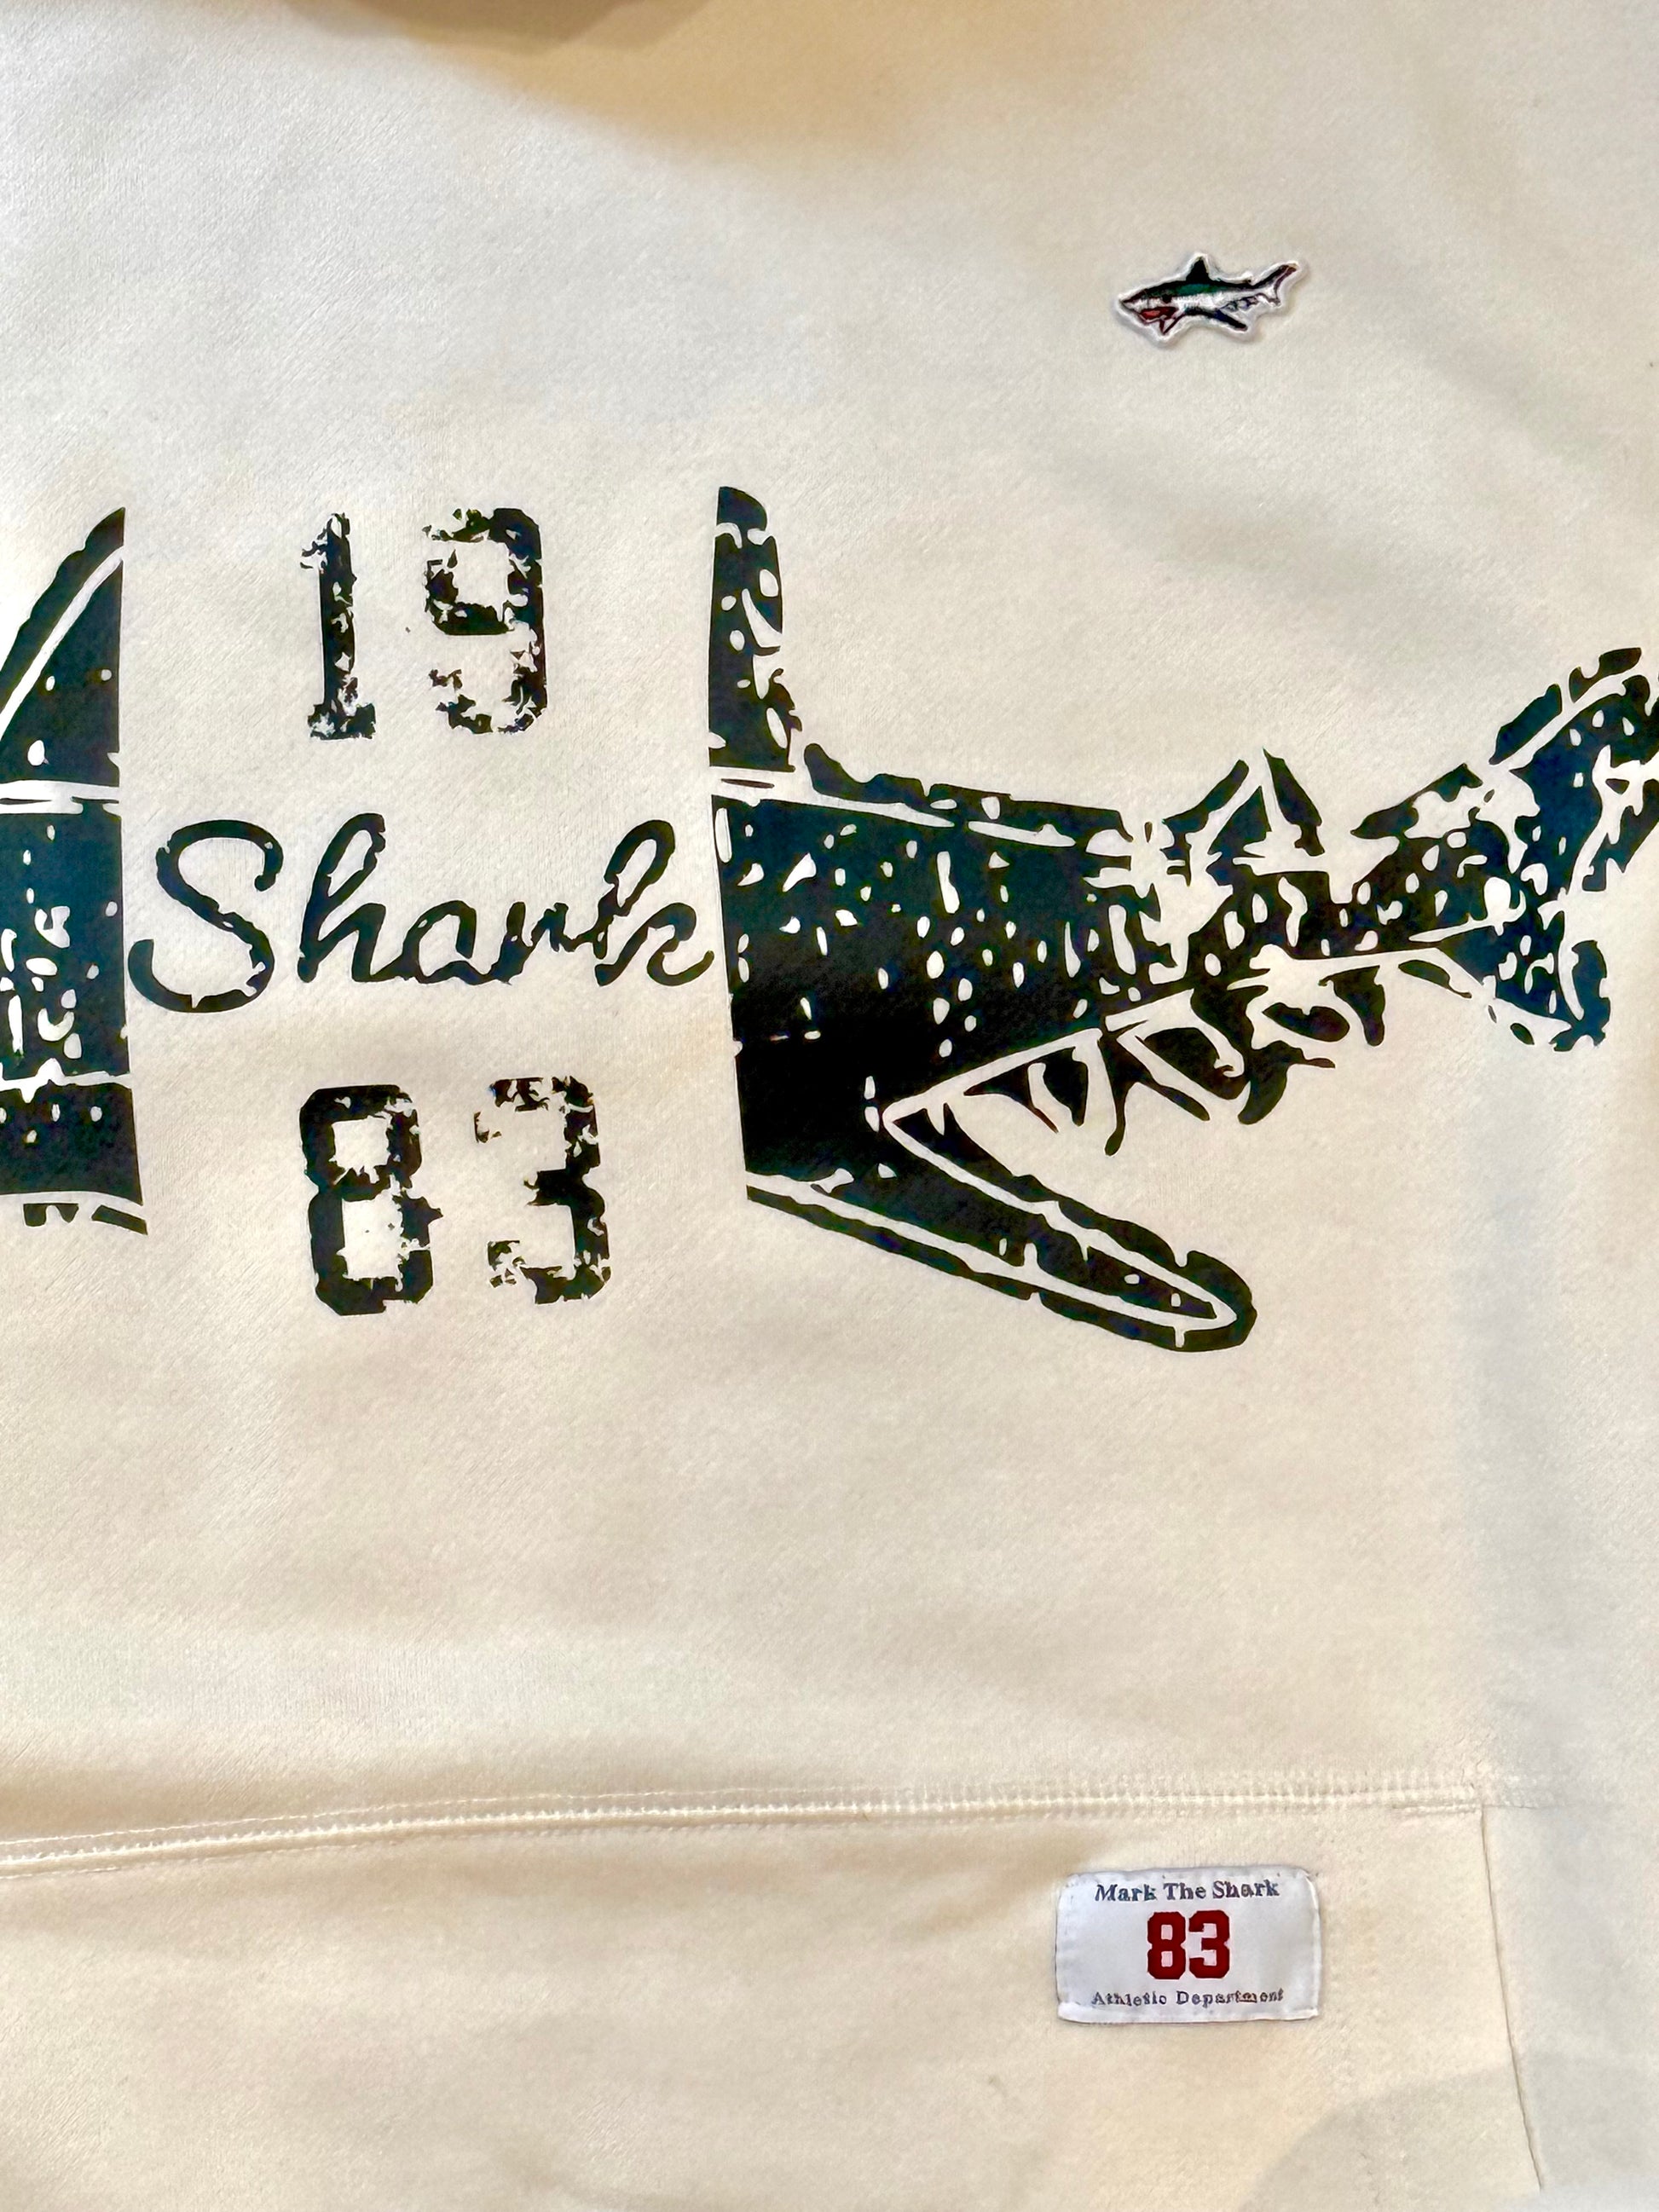 19
Shark
83
Mark The Shark
83
Athletic Department